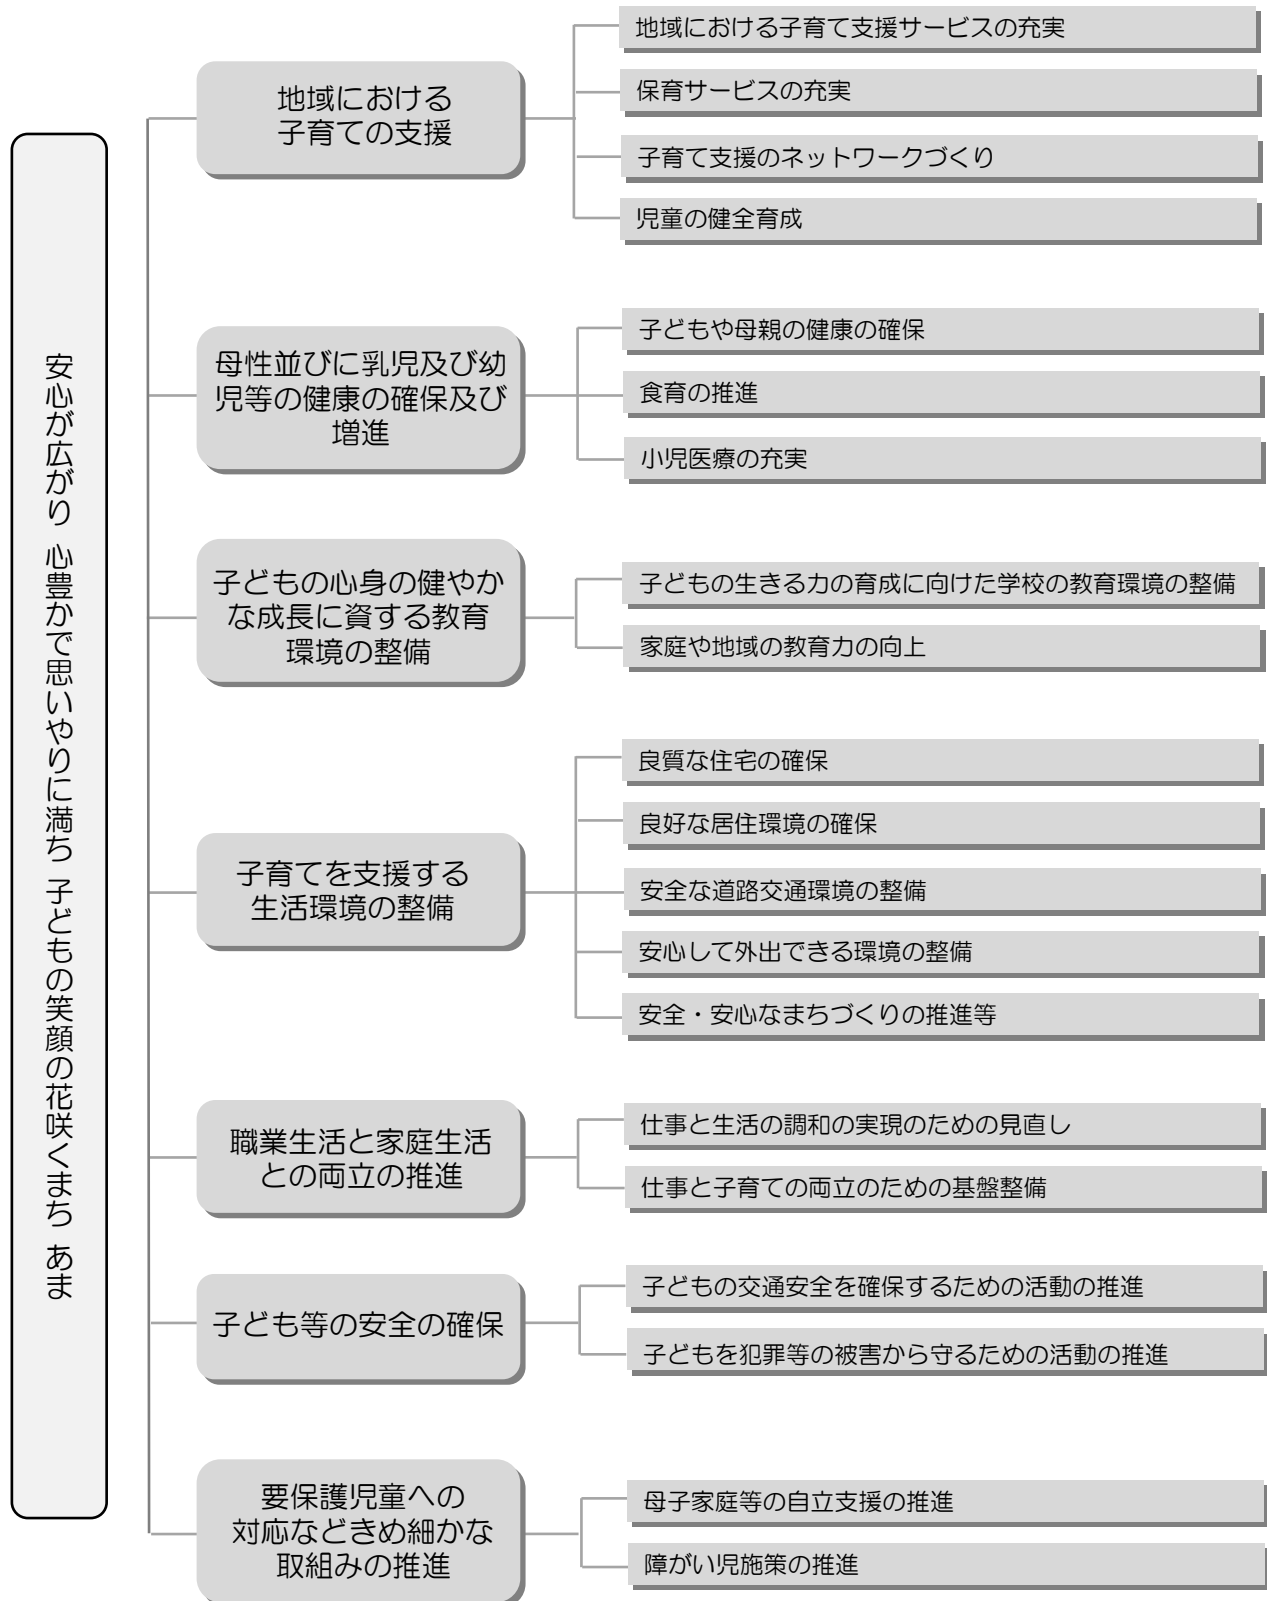 安心が広がり 心豊かで思いやりに満ち 子どもの笑顔の花咲くまち あま
地域における
子育ての支援
地域における子育て支援サービスの充実
保育サービスの充実
子育て支援のネットワークづくり
児童の健全育成
母性並びに乳児及び幼
児等の健康の確保及び
増進
子どもや母親の健康の確保
食育の推進
小児医療の充実
子どもの心身の健やか
な成長に資する教育
環境の整備
子どもの生きる力の育成に向けた学校の教育環境の整備
家庭や地域の教育力の向上
子育てを支援する
生活環境の整備
良質な住宅の確保
良好な居住環境の確保
安全な道路交通環境の整備
安心して外出できる環境の整備
安全・安心なまちづくりの推進等
職業生活と家庭生活
との両立の推進
仕事と生活の調和の実現のための見直し
仕事と子育ての両立のための基盤整備
子ども等の安全の確保
子どもの交通安全を確保するための活動の推進
子どもを犯罪等の被害から守るための活動の推進
要保護児童への
対応などきめ細かな
取組みの推進
母子家庭等の自立支援の推進
障がい児施策の推進